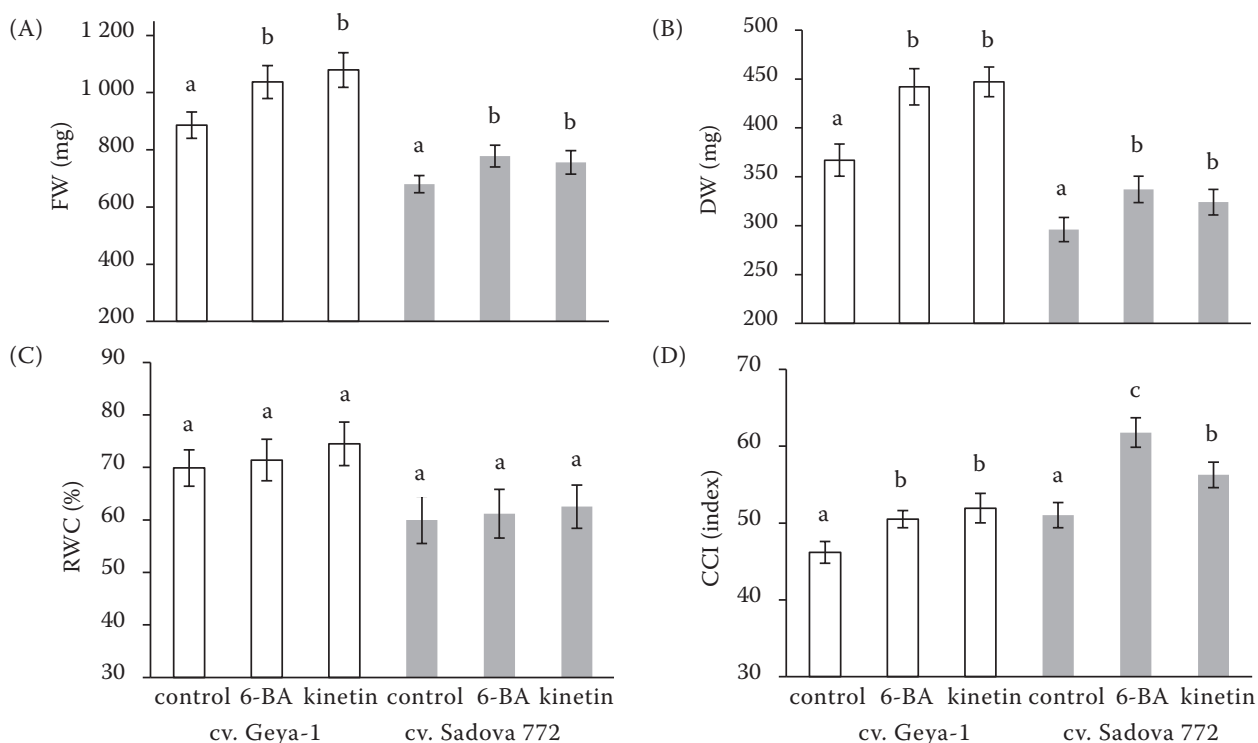 (A)
1 200
1 000
800
600
400
200
FW (mg)
a
b
b
a
b
b
(B)
500
450
400
350
300
250
200
DW (mg)
a
b
b
a
b
b
(C)
90
80
70
60
50
40
30
RWC (%)
a
a
a
a
a
a
control 6-BA kinetin control 6-BA kinetin
cv. Geya-1 cv. Sadova 772
(D)
70
60
50
40
30
CCI (index)
a
b
b
a
c
b
control 6-BA kinetin control 6-BA kinetin
cv. Geya-1 cv. Sadova 772